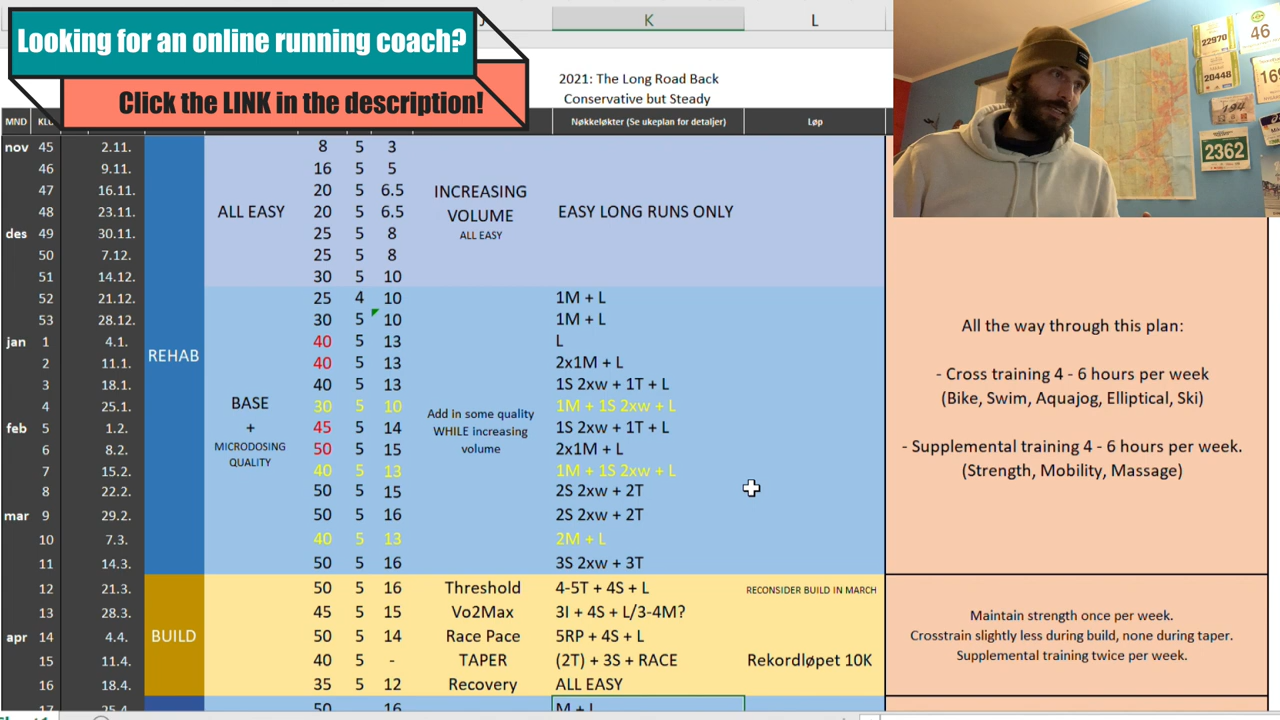 Looking for an online running coach?
Click the LINK in the description!
K L
2021: The Long Road Back
Conservative but Steady
MND Nøkkeløkter (Se ukeplan for detaljer) Løp
nov 45 2.11. 8 5 3
46 9.11. 16 5 5
47 16.11. 20 5 6.5 INCREASING
48 23.11. ALL EASY 20 5 6.5 VOLUME EASY LONG RUNS ONLY
des 49 30.11. 25 5 8 ALL EASY
50 7.12. 25 5 8
51 14.12. 30 5 10
52 21.12. 25 4 10 1M + L
53 28.12. 30 5 10 1M + L
jan 1 4.1. 40 5 13 L
REHAB
2 11.1. 40 5 13 2x1M + L
3 18.1. 40 5 13 1S 2xw + 1T + L
4 25.1. BASE 30 5 10 Add in some quality 1M + 1S 2xw + L
feb 5 1.2. + 45 5 14 WHILE increasing 1S 2xw + 1T + L
6 8.2. MICRODOSING 50 5 15 volume 2x1M + L
7 15.2. QUALITY 40 5 13 1M + 1S 2xw + L
8 22.2. 50 5 15 2S 2xw + 2T
mar 9 29.2. 50 5 16 2S 2xw + 2T
10 7.3. 40 5 13 2M + L
11 14.3. 50 5 16 3S 2xw + 3T
12 21.3. 50 5 16 Threshold 4-5T + 4S + L RECONSIDER BUILD IN MARCH
13 28.3. 45 5 15 Vo2Max 3I + 4S + L/3-4M?
apr 14 4.4. BUILD 50 5 14 Race Pace 5RP + 4S + L
15 11.4. 40 5 - TAPER (2T) + 3S + RACE Rekordløpet 10K
16 18.4. 35 5 12 Recovery ALL EASY
17 25.4 50 16 M + L
All the way through this plan:
- Cross training 4 - 6 hours per week
(Bike, Swim, Aquajog, Elliptical, Ski)
- Supplemental training 4 - 6 hours per week.
(Strength, Mobility, Massage)
Maintain strength once per week.
Crosstrain slightly less during build, none during taper.
Supplemental training twice per week.
22970
46
20448
194
2362